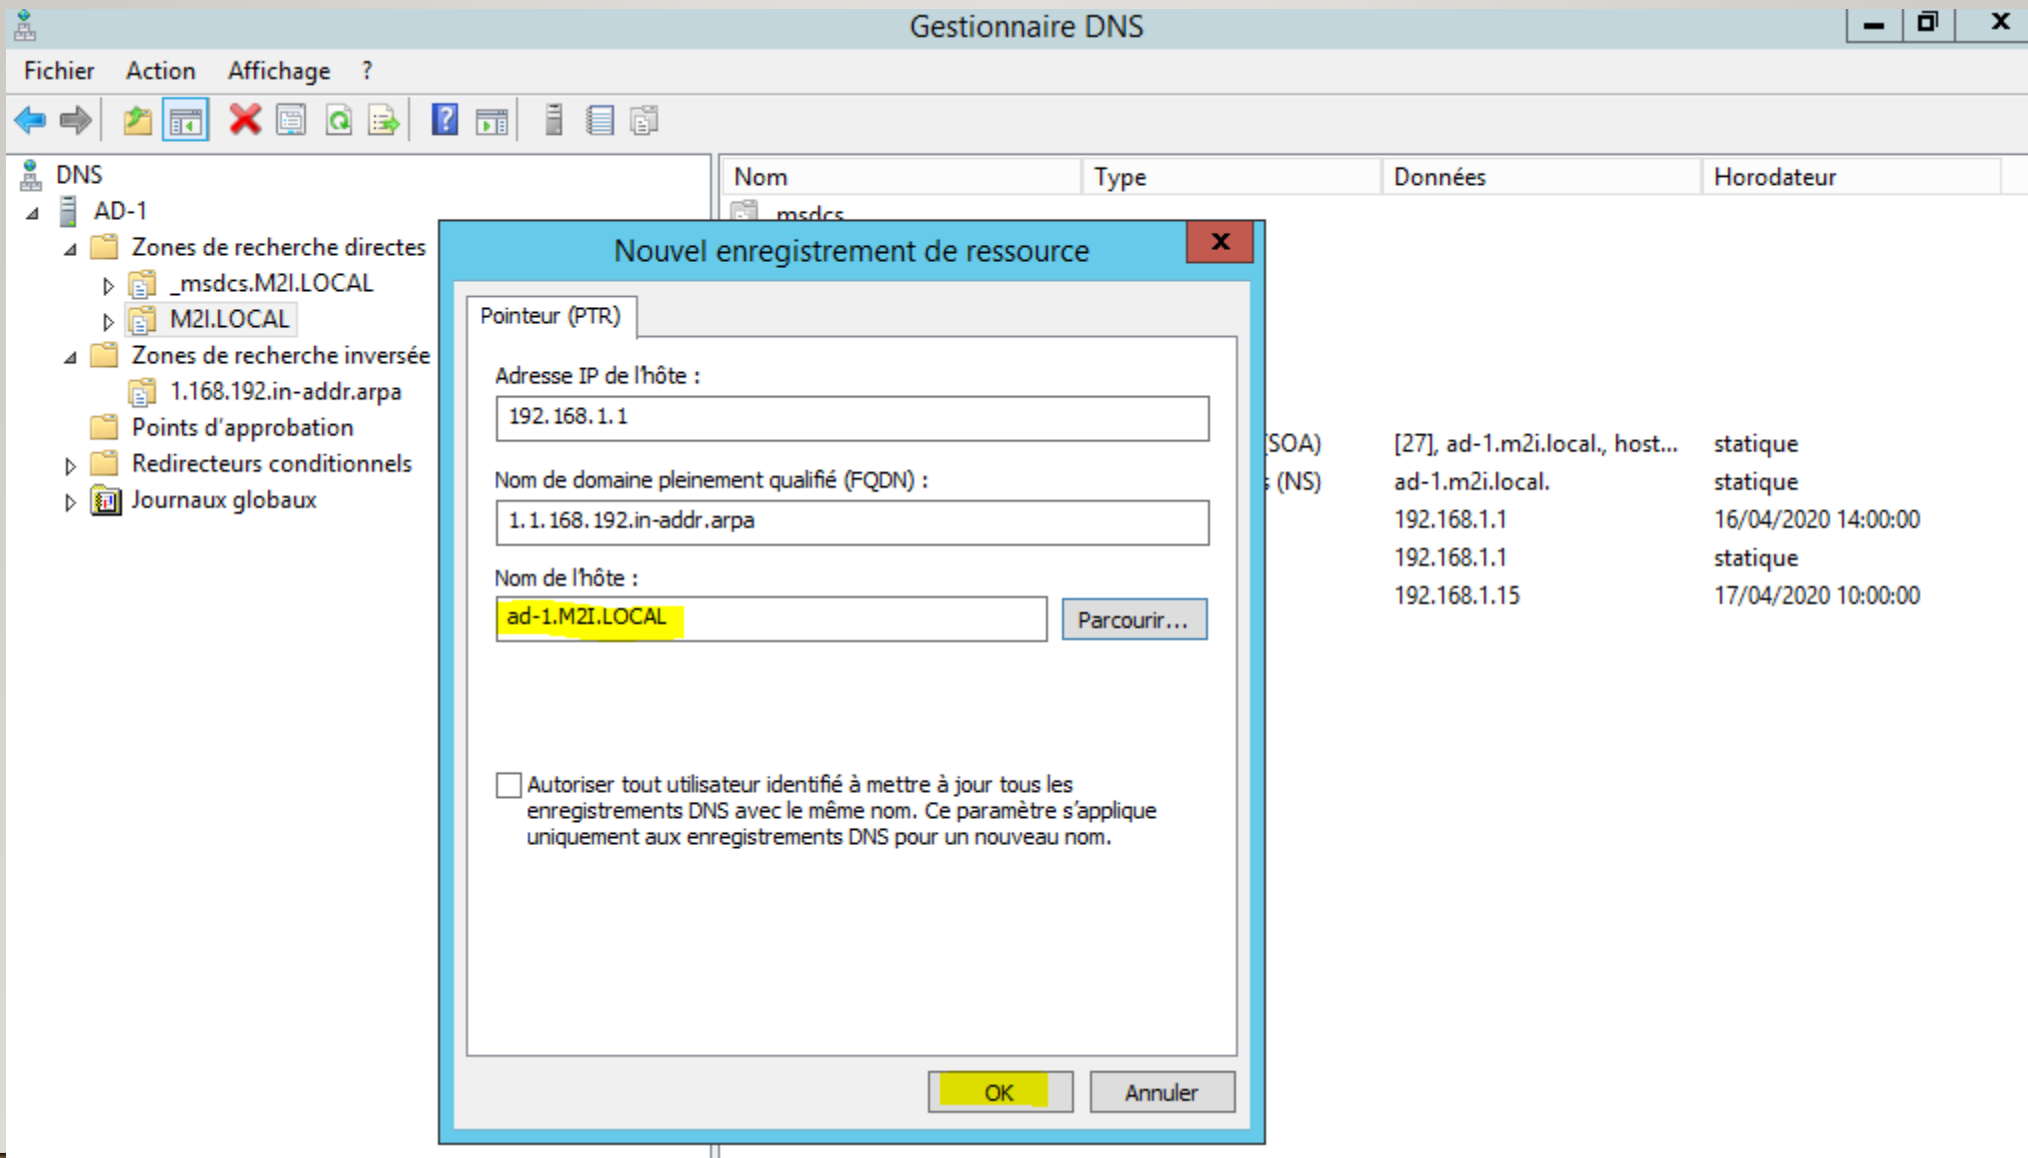 Gestionnaire DNS
Fichier Action Affichage ?
DNS
AD-1
Zones de recherche directes
_msdcs.M2I.LOCAL
M2I.LOCAL
Zones de recherche inversée
1.168.192.in-addr.arpa
Points d'approbation
Redirecteurs conditionnels
Journaux globaux
Nom Type Données Horodateur
msdcs
(SOA) [27], ad-1.m2i.local., host... statique
(NS) ad-1.m2i.local. statique
192.168.1.1 16/04/2020 14:00:00
192.168.1.1 statique
192.168.1.15 17/04/2020 10:00:00
Nouvel enregistrement de ressource
x
Pointeur (PTR)
Adresse IP de l'hôte :
192.168.1.1
Nom de domaine pleinement qualifié (FQDN) :
1.1.168.192.in-addr.arpa
Nom de l'hôte :
ad-1.M2I.LOCAL
Parcourir...
Autoriser tout utilisateur identifié à mettre à jour tous les
enregistrements DNS avec le même nom. Ce paramètre s'applique
uniquement aux enregistrements DNS pour un nouveau nom.
OK Annuler